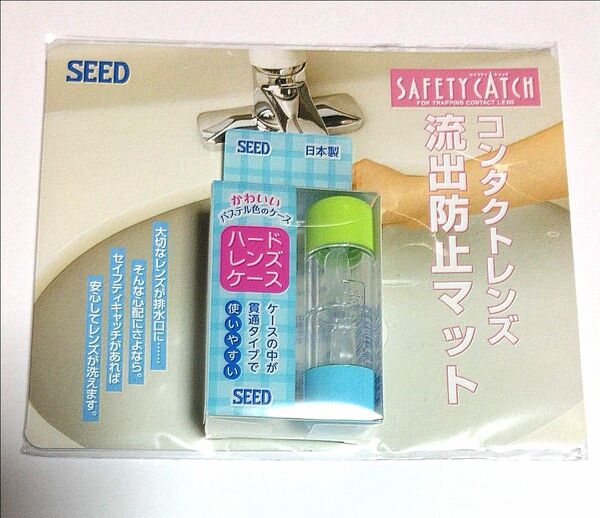 SEED
セイフティ キャッチ
SAFETY CATCH
FOR TRAPPING CONTACT LENS
コンタクトレンズ
流出防止マット
大切なレンズが排水口に……
そんな心配にさよなら。
セイフティキャッチがあれば
安心してレンズが洗えます。
SEED
日本製
かわいい
パステル色のケース
ハード
レンズ
ケース
ケースの中が
貫通タイプで
使いやすい
SEED